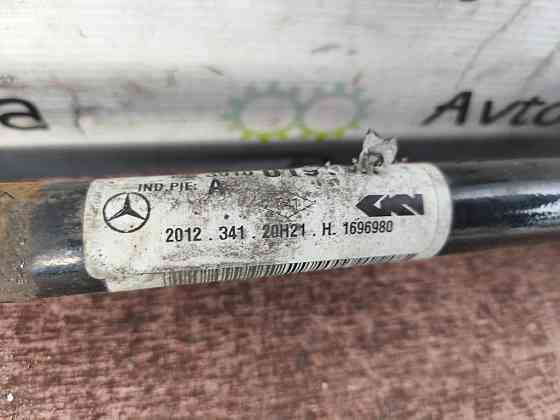 Avto
IND.PIE: A
2012 . 341 . 20H21 . H. 1696980